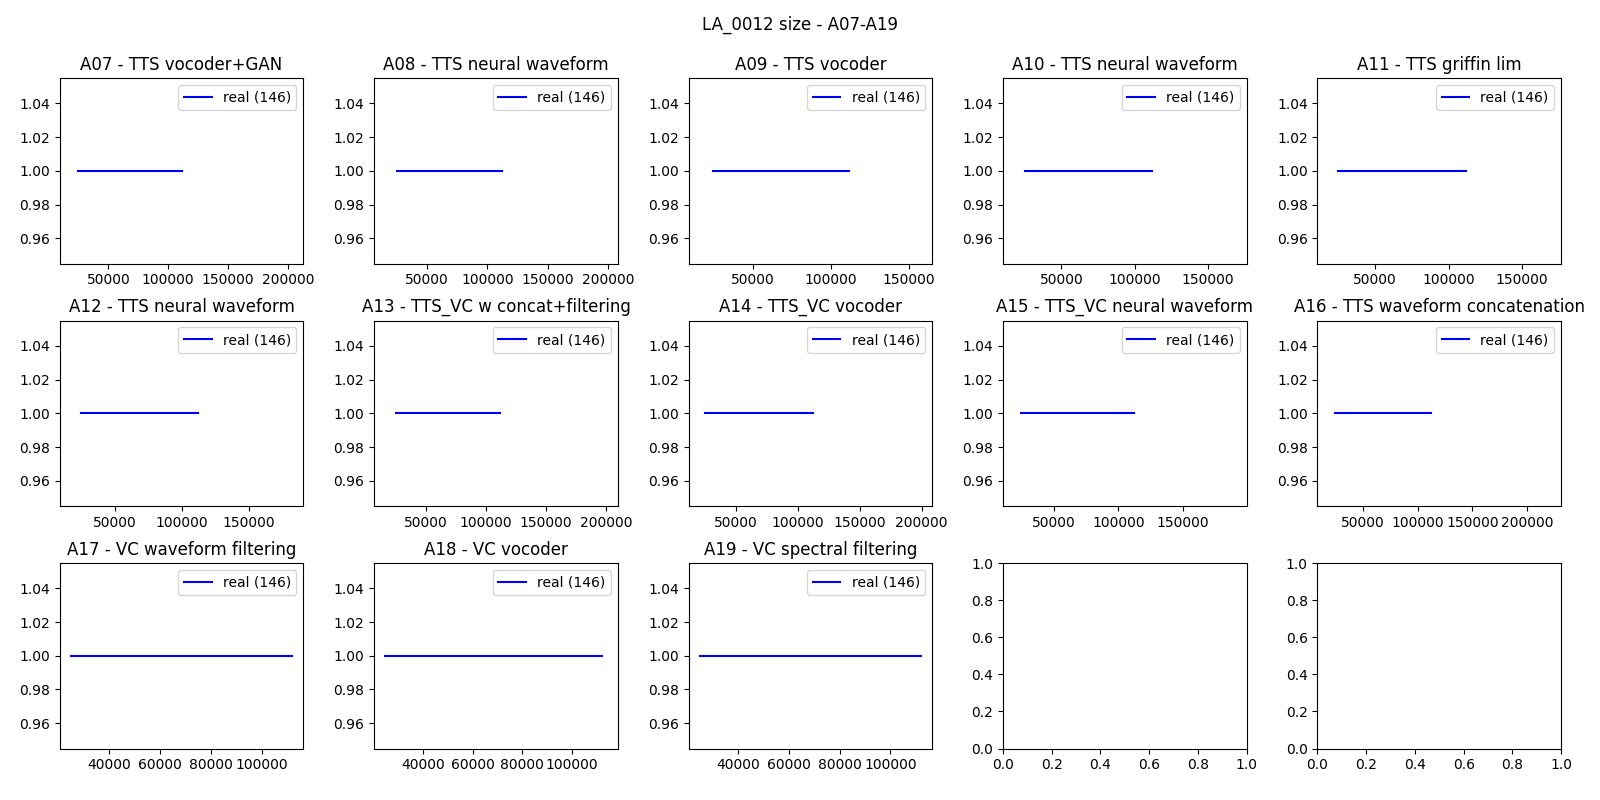 LA_0012 size - A07-A19
A07 - TTS vocoder+GAN
real (146)
1.04
1.02
1.00
0.98
0.96
50000 100000 150000 200000
A08 - TTS neural waveform
real (146)
1.04
1.02
1.00
0.98
0.96
50000 100000 150000 200000
A09 - TTS vocoder
real (146)
1.04
1.02
1.00
0.98
0.96
50000 100000 150000
A10 - TTS neural waveform
real (146)
1.04
1.02
1.00
0.98
0.96
50000 100000 150000
A11 - TTS griffin lim
real (146)
1.04
1.02
1.00
0.98
0.96
50000 100000 150000
A12 - TTS neural waveform
real (146)
1.04
1.02
1.00
0.98
0.96
50000 100000 150000
A13 - TTS_VC w concat+filtering
real (146)
1.04
1.02
1.00
0.98
0.96
50000 100000 150000 200000
A14 - TTS_VC vocoder
real (146)
1.04
1.02
1.00
0.98
0.96
50000 100000 150000 200000
A15 - TTS_VC neural waveform
real (146)
1.04
1.02
1.00
0.98
0.96
50000 100000 150000
A16 - TTS waveform concatenation
real (146)
1.04
1.02
1.00
0.98
0.96
50000 100000 150000 200000
A17 - VC waveform filtering
real (146)
1.04
1.02
1.00
0.98
0.96
40000 60000 80000 100000
A18 - VC vocoder
real (146)
1.04
1.02
1.00
0.98
0.96
40000 60000 80000 100000
A19 - VC spectral filtering
real (146)
1.04
1.02
1.00
0.98
0.96
40000 60000 80000 100000
1.0
0.8
0.6
0.4
0.2
0.0
0.0 0.2 0.4 0.6 0.8 1.0
1.0
0.8
0.6
0.4
0.2
0.0
0.0 0.2 0.4 0.6 0.8 1.0